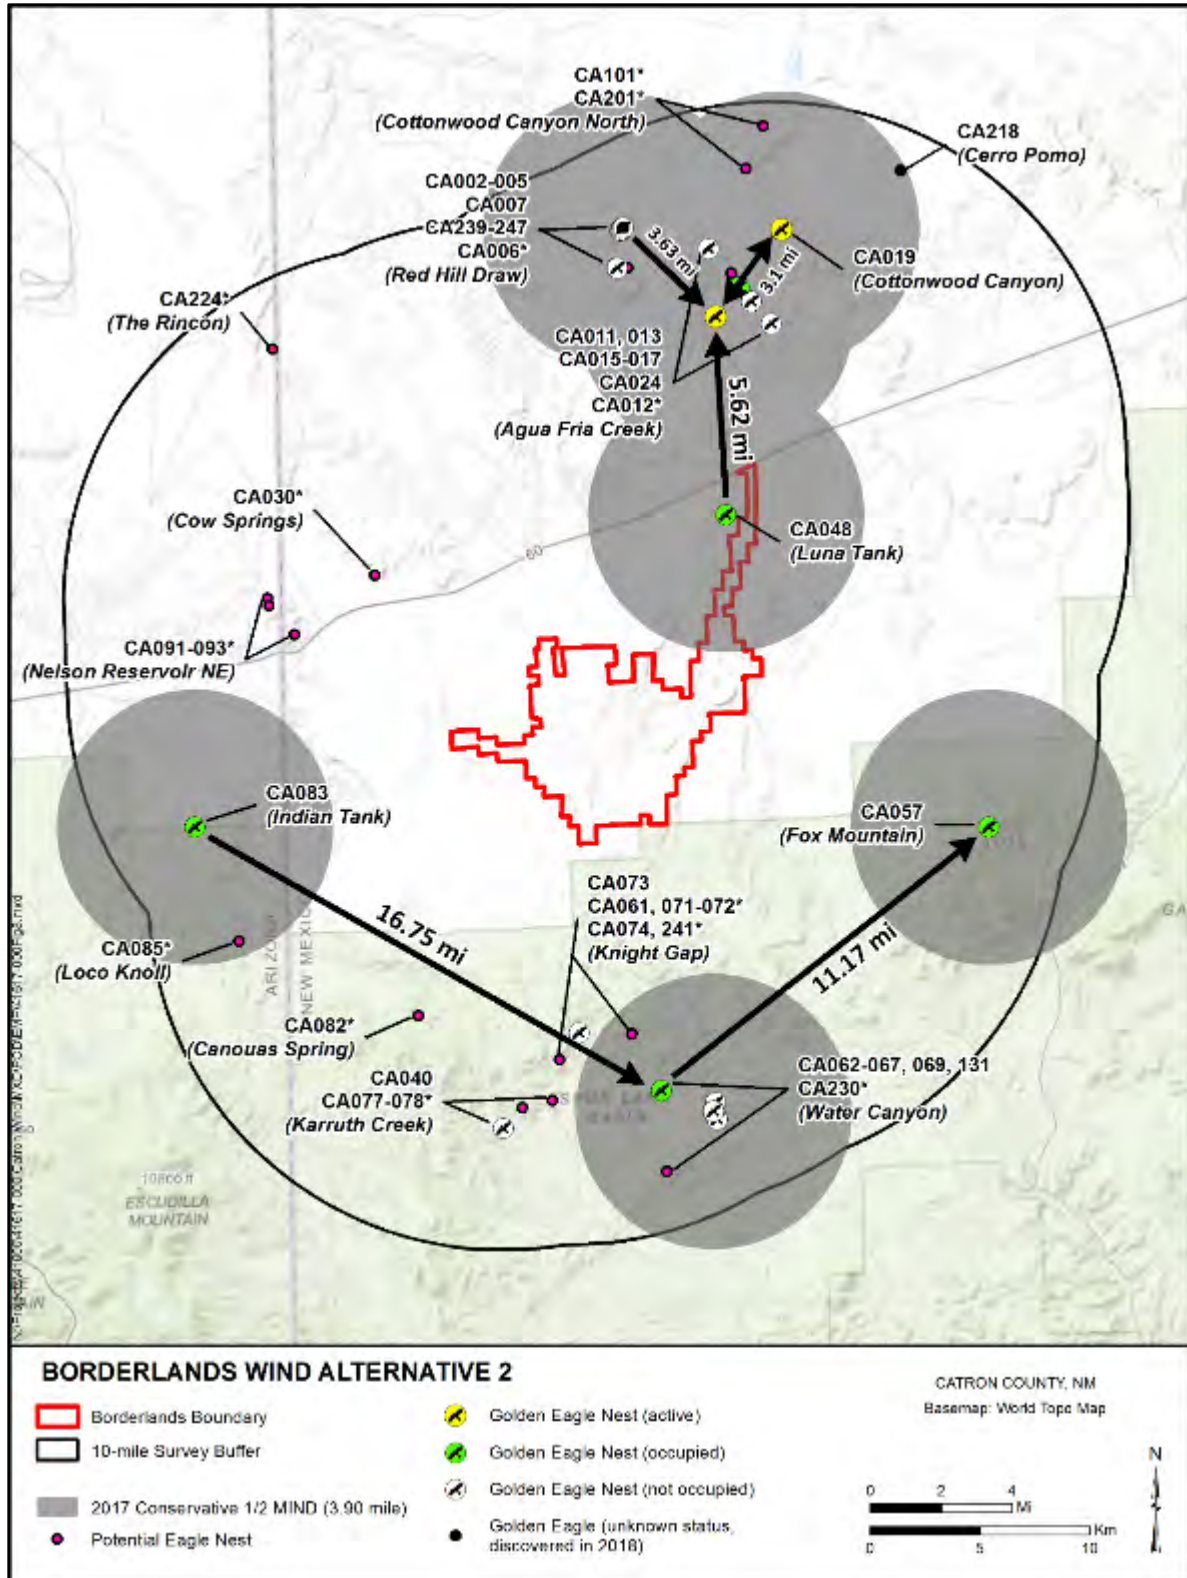 CA101*
CA201*
(Cottonwood Canyon North)
CA218
(Cerro Pomo)
CA002-005
CA007
CA239-247
CA006*
(Red Hill Draw)
3.63 mi
3.1 mi
CA019
(Cottonwood Canyon)
CA224*
(The Rincon)
CA011, 013
CA015-017
CA024
CA012*
(Agua Fria Creek)
5.62 mi
CA030*
(Cow Springs)
60
CA048
(Luna Tank)
CA091-093*
(Nelson Reservoir NE)
CA083
(Indian Tank)
CA057
(Fox Mountain)
CA073
CA061, 071-072*
CA074, 241*
(Knight Gap)
16.75 mi
11.17 mi
CA085*
(Loco Knoll)
ARIZONA
NEW MEXICO
GA
CA082*
(Canouas Spring)
CA040
CA077-078*
(Karruth Creek)
CA062-067, 069, 131
CA230*
(Water Canyon)
ESCUDILLA
MOUNTAIN
BORDERLANDS WIND ALTERNATIVE 2
CATRON COUNTY, NM
Basemap: World Topo Map
Borderlands Boundary
10-mile Survey Buffer
2017 Conservative 1/2 MIND (3.90 mile)
Potential Eagle Nest
Golden Eagle Nest (active)
Golden Eagle Nest (occupied)
Golden Eagle Nest (not occupied)
Golden Eagle (unknown status,
discovered in 2018)
N
0 2 4
Mi
Km
0 5 10